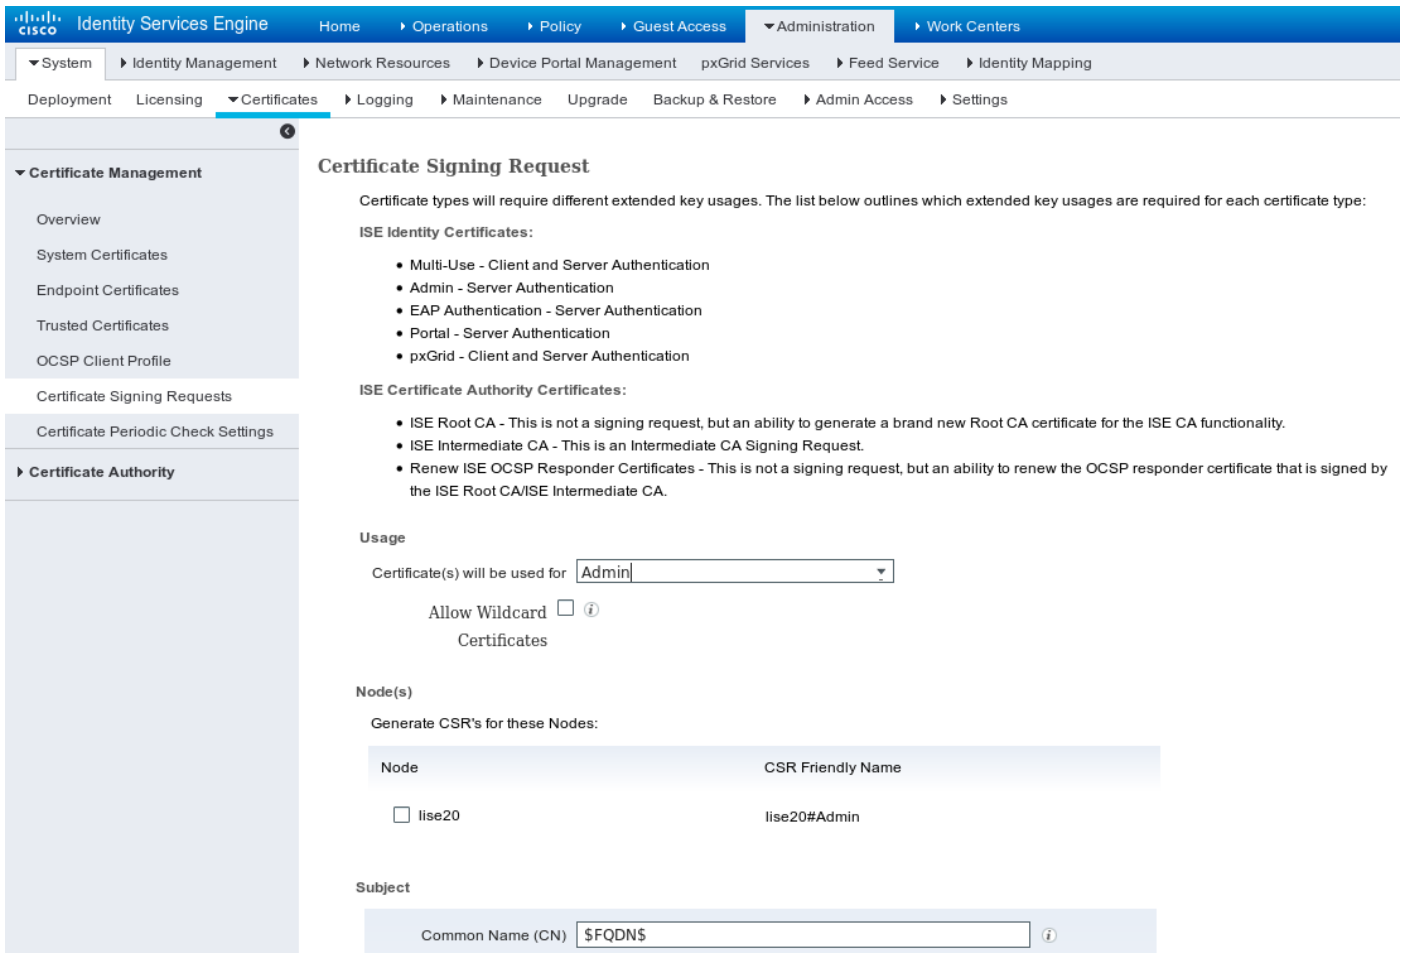 cisco Identity Services Engine Home Operations Policy Guest Access Administration Work Centers
System Identity Management Network Resources Device Portal Management pxGrid Services Feed Service Identity Mapping
Deployment Licensing Certificates Logging Maintenance Upgrade Backup & Restore Admin Access Settings
Certificate Management
Overview
System Certificates
Endpoint Certificates
Trusted Certificates
OCSP Client Profile
Certificate Signing Requests
Certificate Periodic Check Settings
Certificate Authority
Certificate Signing Request
Certificate types will require different extended key usages. The list below outlines which extended key usages are required for each certificate type:
ISE Identity Certificates:
• Multi-Use - Client and Server Authentication
• Admin - Server Authentication
• EAP Authentication - Server Authentication
• Portal - Server Authentication
• pxGrid - Client and Server Authentication
ISE Certificate Authority Certificates:
• ISE Root CA - This is not a signing request, but an ability to generate a brand new Root CA certificate for the ISE CA functionality.
• ISE Intermediate CA - This is an Intermediate CA Signing Request.
• Renew ISE OCSP Responder Certificates - This is not a signing request, but an ability to renew the OCSP responder certificate that is signed by
the ISE Root CA/ISE Intermediate CA.
Usage
Certificate(s) will be used for Admin
Allow Wildcard
Certificates
Node(s)
Generate CSR's for these Nodes:
Node CSR Friendly Name
lise20 lise20#Admin
Subject
Common Name (CN) $FQDN$